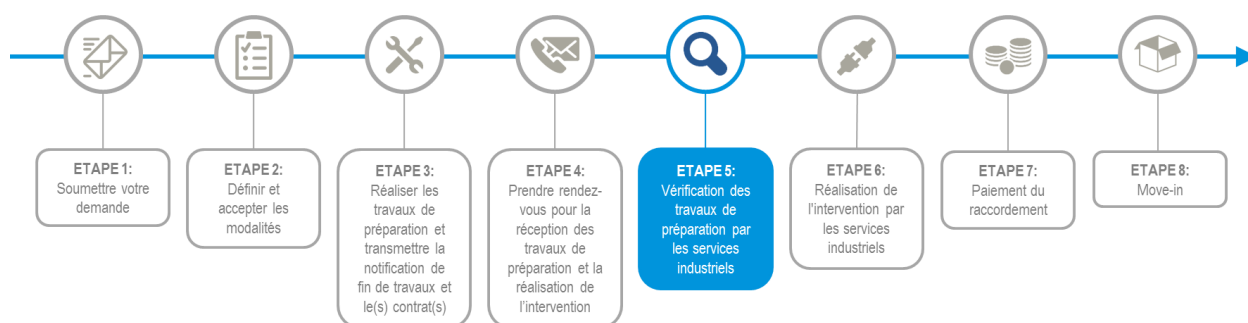 ETAPE 1:
Soumettre votre
demande
ETAPE 2:
Définir et
accepter les
modalités
ETAPE 3:
Réaliser les
travaux de
préparation et
transmettre la
notification de
fin de travaux et
le(s) contrat(s)
ETAPE 4:
Prendre rendez-
vous pour la
réception des
travaux de
préparation et la
réalisation de
l’intervention
ETAPE 5:
Vérification des
travaux de
préparation par
les services
industriels
ETAPE 6:
Réalisation de
l'intervention par
les services
industriels
ETAPE 7:
Paiement du
raccordement
ETAPE 8:
Move-in